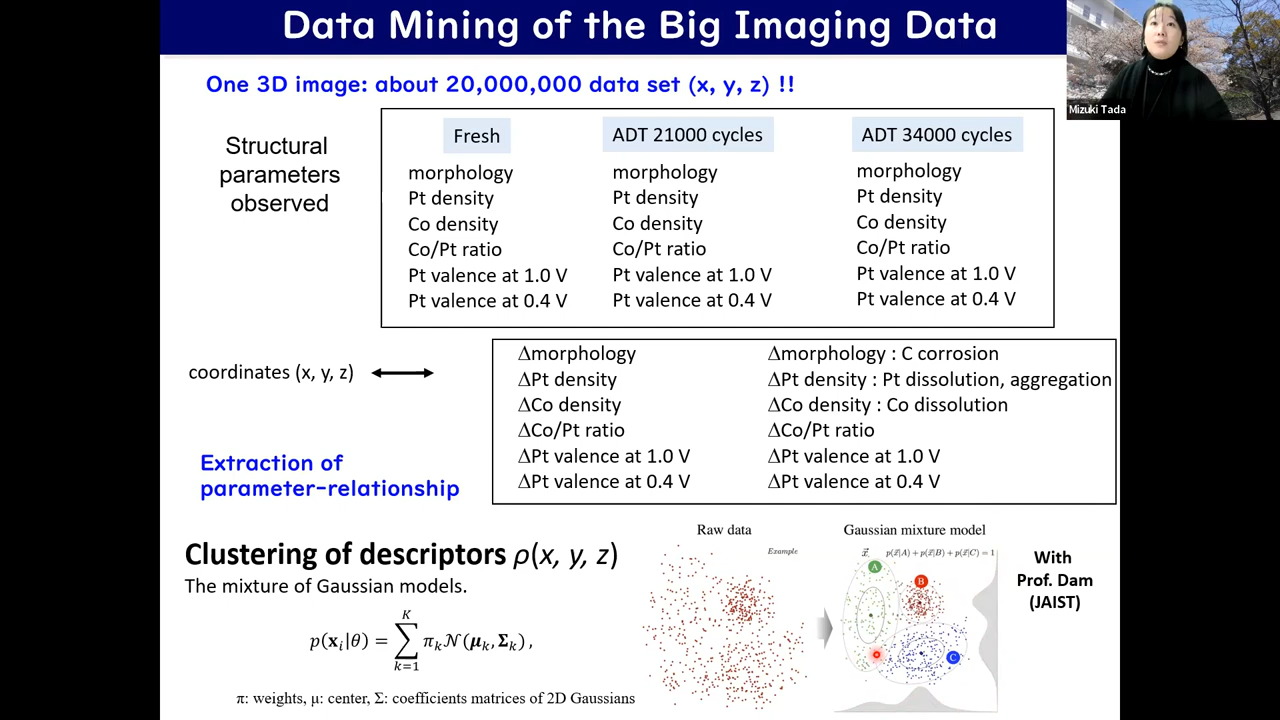 Data Mining of the Big Imaging Data
Mizuki Tada
One 3D image: about 20,000,000 data set (x, y, z) !!
Structural
parameters
observed
Fresh
morphology
Pt density
Co density
Co/Pt ratio
Pt valence at 1.0 V
Pt valence at 0.4 V
ADT 21000 cycles
morphology
Pt density
Co density
Co/Pt ratio
Pt valence at 1.0 V
Pt valence at 0.4 V
ADT 34000 cycles
morphology
Pt density
Co density
Co/Pt ratio
Pt valence at 1.0 V
Pt valence at 0.4 V
coordinates (x, y, z)
Δmorphology
ΔPt density
ΔCo density
ΔCo/Pt ratio
ΔPt valence at 1.0 V
ΔPt valence at 0.4 V
Δmorphology : C corrosion
ΔPt density : Pt dissolution, aggregation
ΔCo density : Co dissolution
ΔCo/Pt ratio
ΔPt valence at 1.0 V
ΔPt valence at 0.4 V
Extraction of
parameter-relationship
Clustering of descriptors ρ(x, y, z)
The mixture of Gaussian models.
p(𝐱ᵢ|θ) = ∑_{k=1}^{K} πₖ𝒩(𝝁ₖ, 𝚺ₖ) ,
π: weights, μ: center, Σ: coefficients matrices of 2D Gaussians
Raw data
Example
Gaussian mixture model
x⃗ p(x⃗|A) + p(x⃗|B) + p(x⃗|C) = 1
A
B
C
With
Prof. Dam
(JAIST)